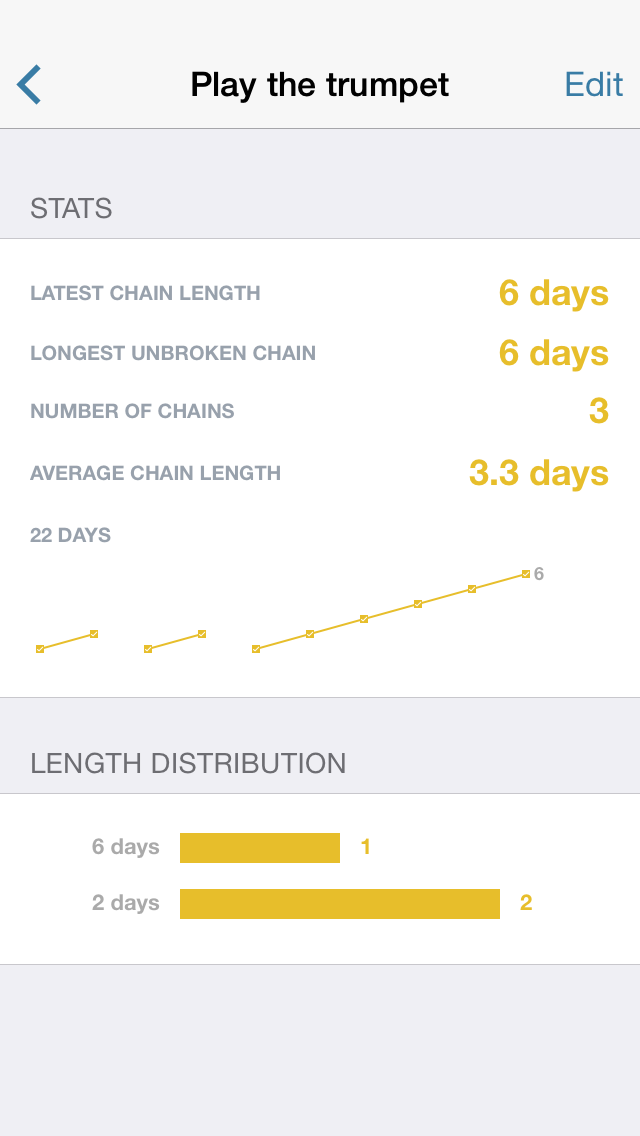 Play the trumpet
Edit
STATS
LATEST CHAIN LENGTH 6 days
LONGEST UNBROKEN CHAIN 6 days
NUMBER OF CHAINS 3
AVERAGE CHAIN LENGTH 3.3 days
22 DAYS
6
LENGTH DISTRIBUTION
6 days 1
2 days 2